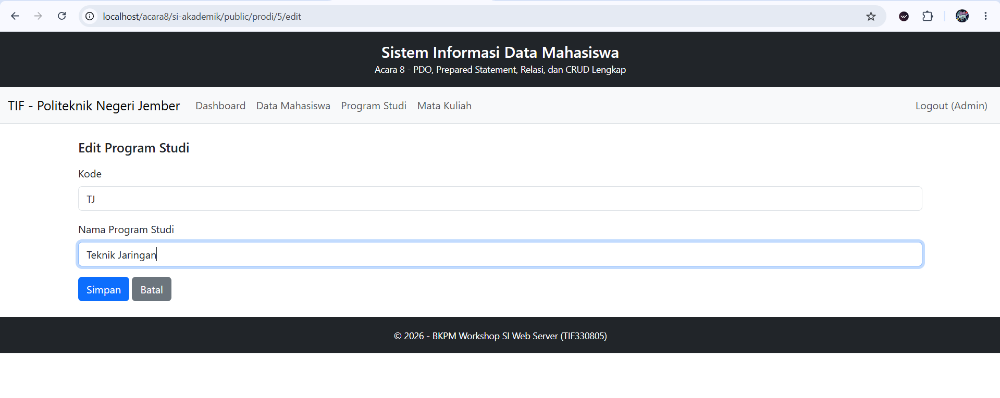 localhost/acara8/si-akademik/public/prodi/5/edit
Sistem Informasi Data Mahasiswa
Acara 8 - PDO, Prepared Statement, Relasi, dan CRUD Lengkap
TIF - Politeknik Negeri Jember Dashboard Data Mahasiswa Program Studi Mata Kuliah Logout (Admin)
Edit Program Studi
Kode
TJ
Nama Program Studi
Teknik Jaringan
Simpan Batal
© 2026 - BKPM Workshop SI Web Server (TIF330805)